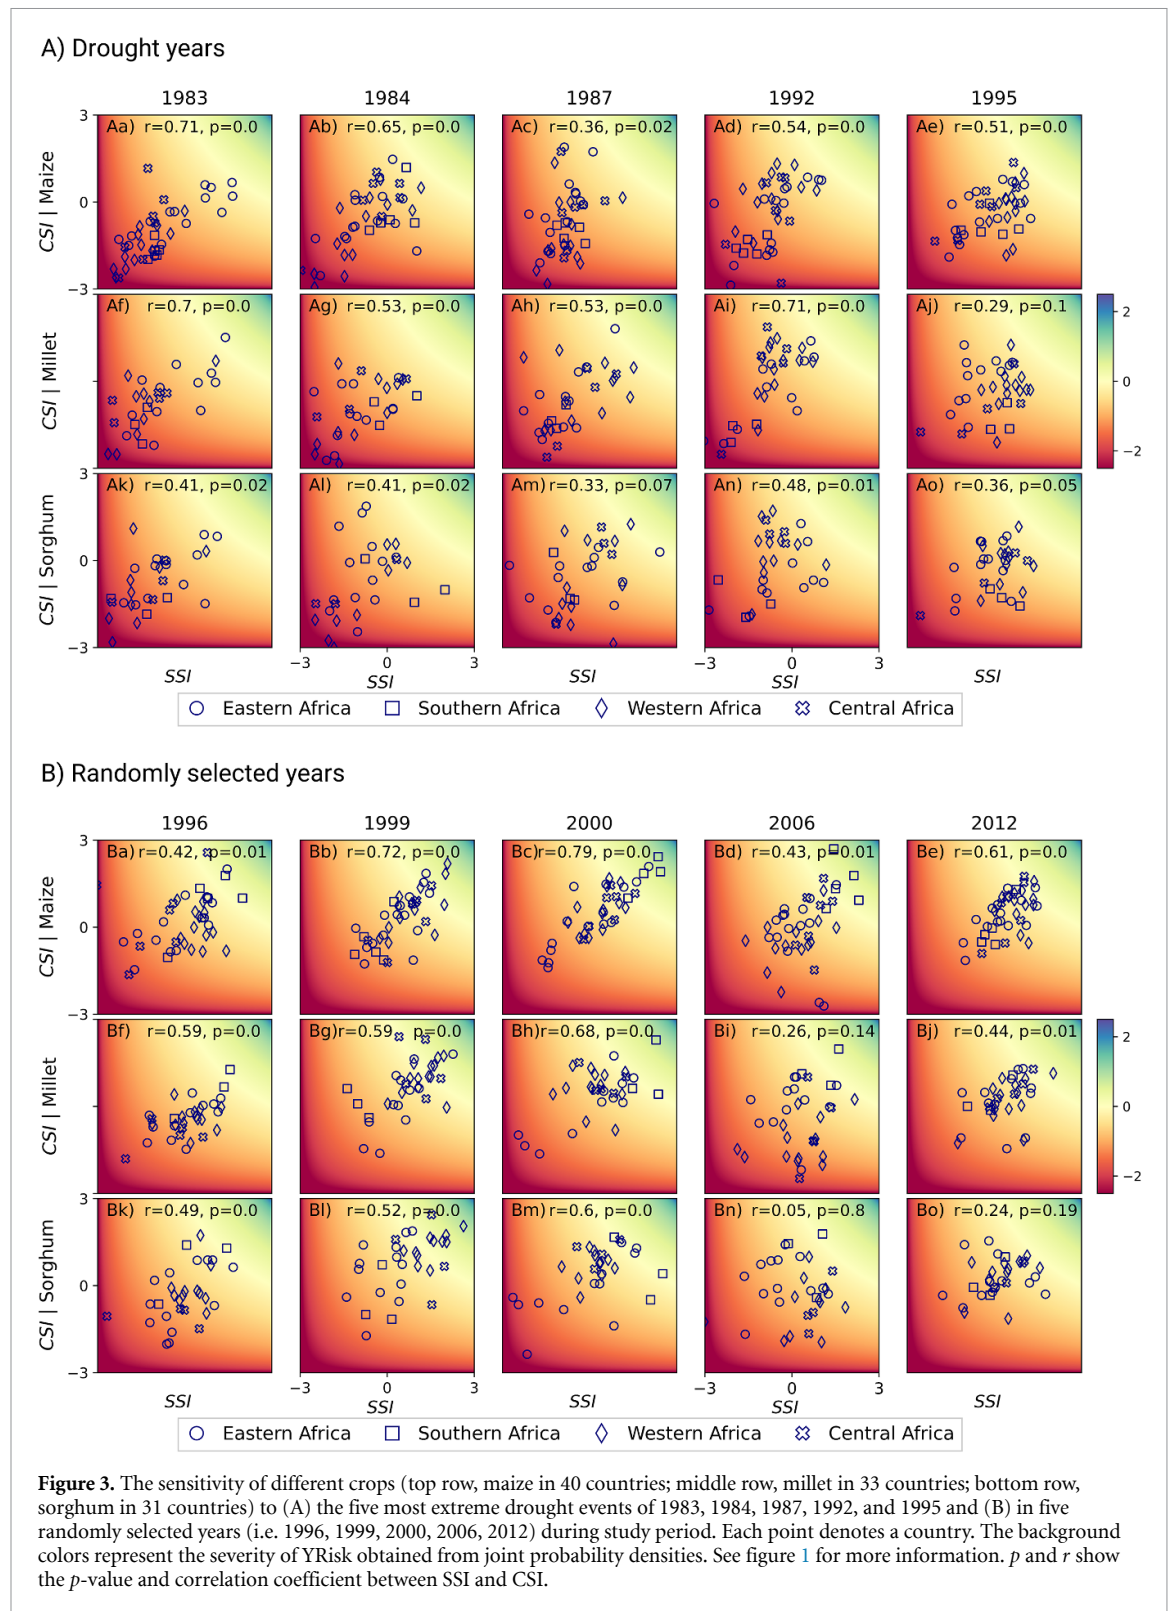 A) Drought years
1983 1984 1987 1992 1995
3
CSI | Maize
0
−3
Aa) r=0.71, p=0.0
Ab) r=0.65, p=0.0
Ac) r=0.36, p=0.02
Ad) r=0.54, p=0.0
Ae) r=0.51, p=0.0
CSI | Millet
Af) r=0.7, p=0.0
Ag) r=0.53, p=0.0
Ah) r=0.53, p=0.0
Ai) r=0.71, p=0.0
Aj) r=0.29, p=0.1
2
0
−2
3
CSI | Sorghum
0
−3
Ak) r=0.41, p=0.02
Al) r=0.41, p=0.02
Am) r=0.33, p=0.07
An) r=0.48, p=0.01
Ao) r=0.36, p=0.05
−3 0 3 −3 0 3
SSI SSI SSI SSI SSI
Eastern Africa Southern Africa Western Africa Central Africa
B) Randomly selected years
1996 1999 2000 2006 2012
3
CSI | Maize
0
−3
Ba) r=0.42, p=0.01
Bb) r=0.72, p=0.0
Bc)r=0.79, p=0.0
Bd) r=0.43, p=0.01
Be) r=0.61, p=0.0
CSI | Millet
Bf) r=0.59, p=0.0
Bg)r=0.59, p=0.0
Bh)r=0.68, p=0.0
Bi) r=0.26, p=0.14
Bj) r=0.44, p=0.01
2
0
−2
3
CSI | Sorghum
0
−3
Bk) r=0.49, p=0.0
Bl) r=0.52, p=0.0
Bm) r=0.6, p=0.0
Bn) r=0.05, p=0.8
Bo) r=0.24, p=0.19
−3 0 3 −3 0 3
SSI SSI SSI SSI SSI
Eastern Africa Southern Africa Western Africa Central Africa
Figure 3. The sensitivity of different crops (top row, maize in 40 countries; middle row, millet in 33 countries; bottom row,
sorghum in 31 countries) to (A) the five most extreme drought events of 1983, 1984, 1987, 1992, and 1995 and (B) in five
randomly selected years (i.e. 1996, 1999, 2000, 2006, 2012) during study period. Each point denotes a country. The background
colors represent the severity of YRisk obtained from joint probability densities. See figure 1 for more information. p and r show
the p-value and correlation coefficient between SSI and CSI.